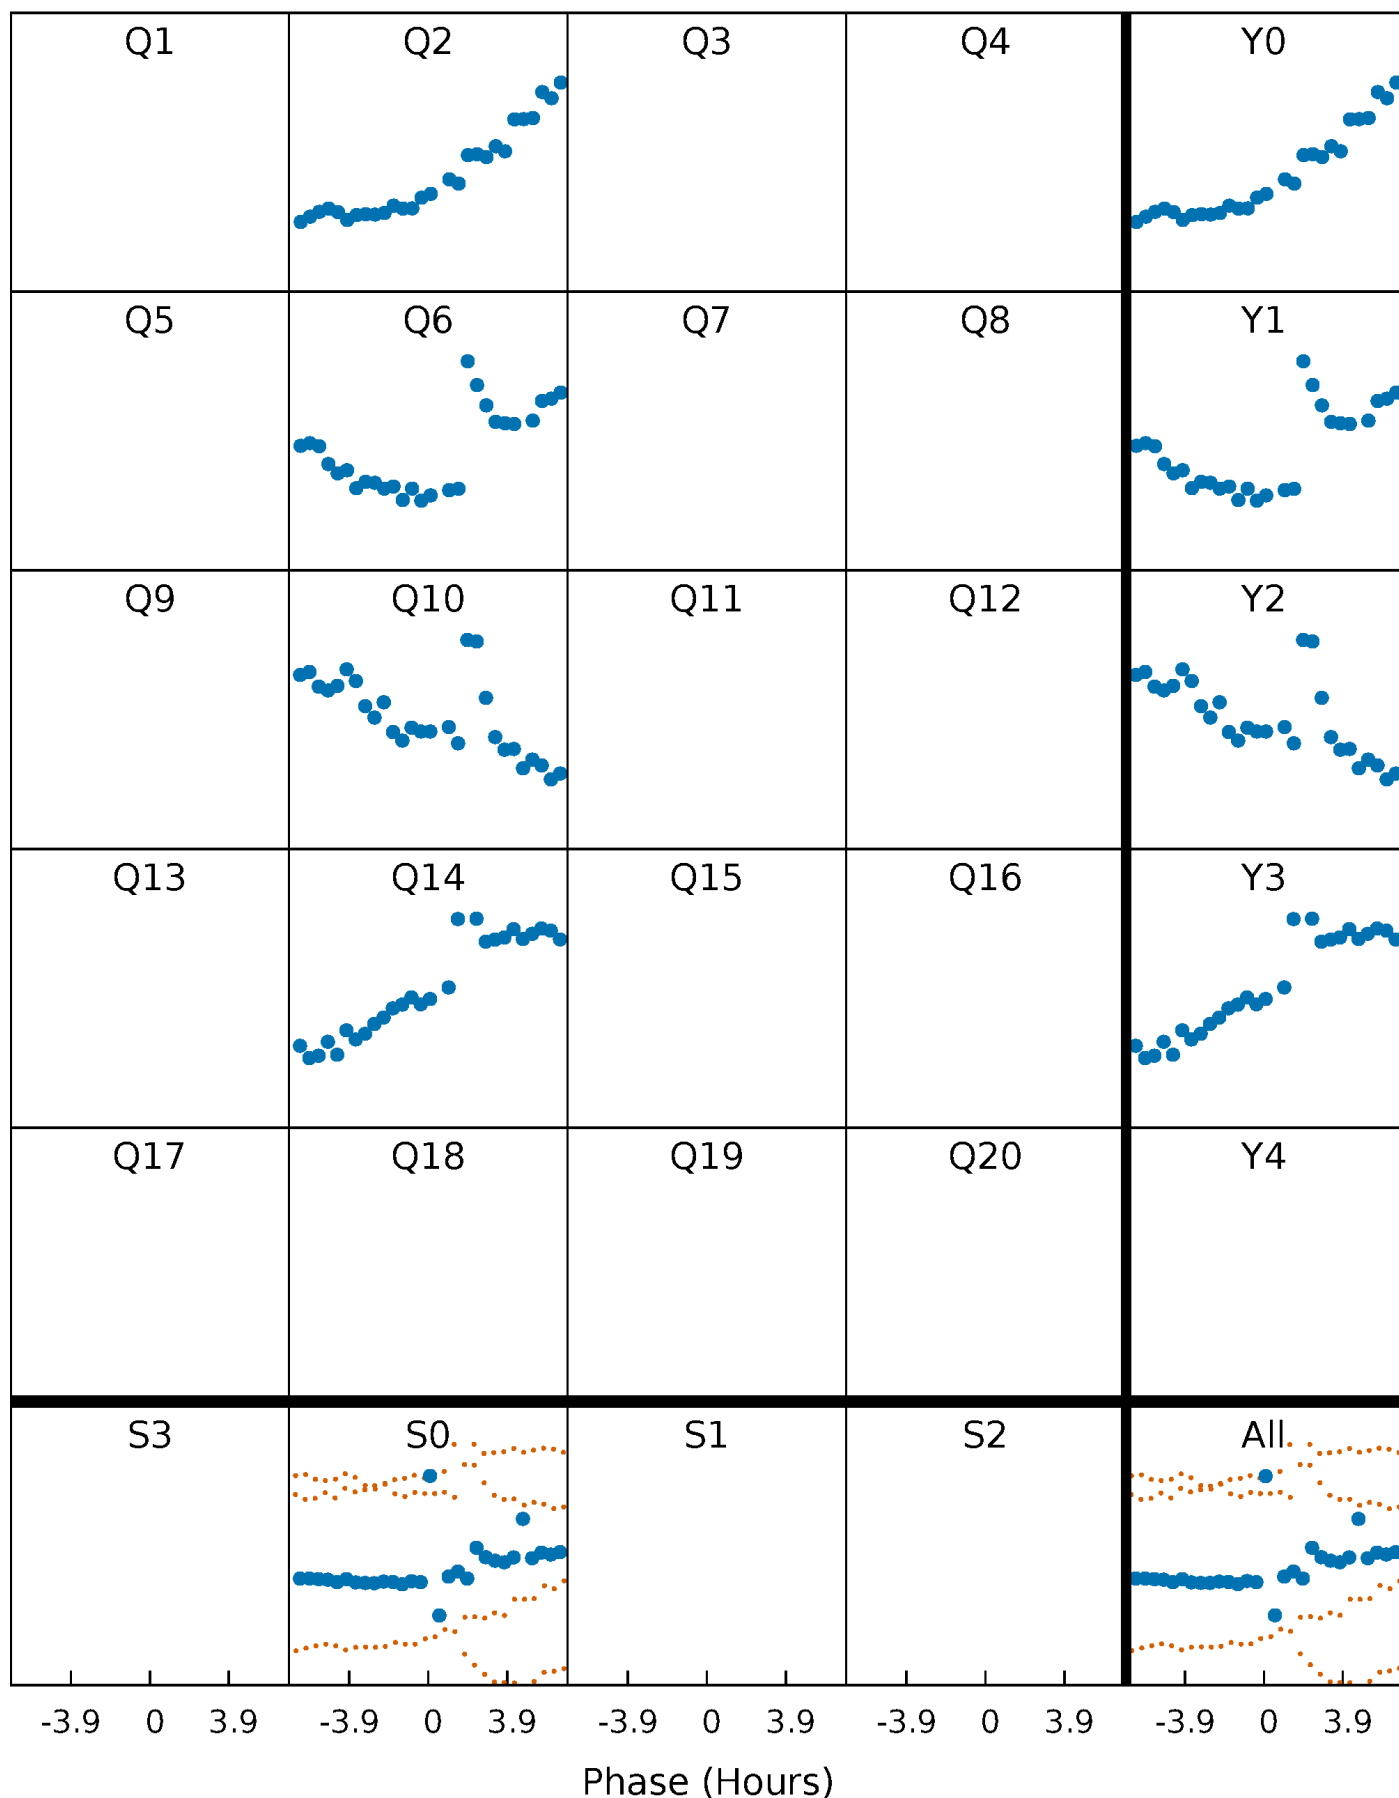 Q1 Q2 Q3 Q4 Y0
Q5 Q6 Q7 Q8 Y1
Q9 Q10 Q11 Q12 Y2
Q13 Q14 Q15 Q16 Y3
Q17 Q18 Q19 Q20 Y4
S3 S0 S1 S2 All
-3.9 0 3.9 -3.9 0 3.9 -3.9 0 3.9 -3.9 0 3.9 -3.9 0 3.9
Phase (Hours)